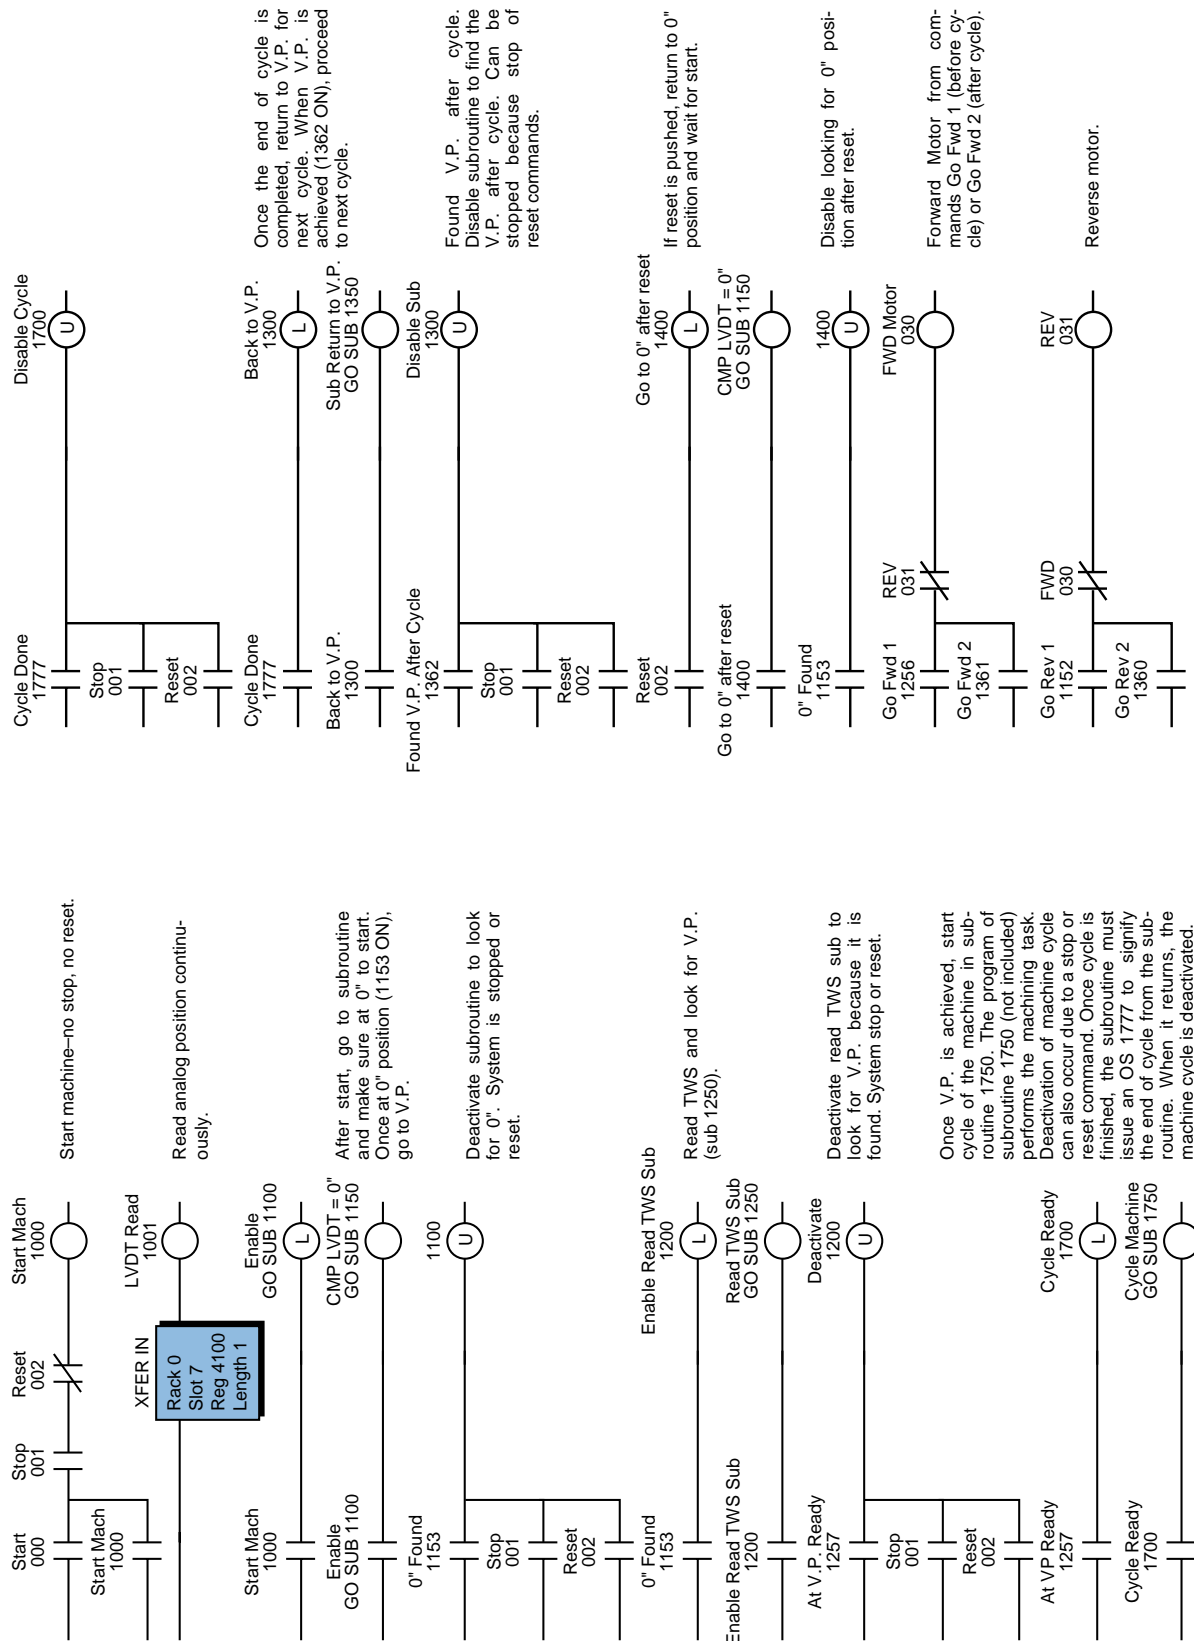 Start
000
Stop
001
Reset
002
Start Mach
1000
Start machine–no stop, no reset.
Start Mach
1000
XFER IN
Rack 0
Slot 7
Reg 4100
Length 1
LVDT Read
1001
Read analog position continu-
ously.
Start Mach
1000
Enable
GO SUB 1100
L
Enable
GO SUB 1100
CMP LVDT = 0"
GO SUB 1150
After start, go to subroutine
and make sure at 0" to start.
Once at 0" position (1153 ON),
go to V.P.
0" Found
1153
1100
U
Stop
001
Reset
002
Deactivate subroutine to look
for 0". System is stopped or
reset.
0" Found
1153
Enable Read TWS Sub
1200
L
Enable Read TWS Sub
1200
Read TWS Sub
GO SUB 1250
Read TWS and look for V.P.
(sub 1250).
At V.P. Ready
1257
Deactivate
1200
U
Stop
001
Reset
002
Deactivate read TWS sub to
look for V.P. because it is
found. System stop or reset.
At VP Ready
1257
Cycle Ready
1700
L
Cycle Ready
1700
Cycle Machine
GO SUB 1750
Once V.P. is achieved, start
cycle of the machine in sub-
routine 1750. The program of
subroutine 1750 (not included)
performs the machining task.
Deactivation of machine cycle
can also occur due to a stop or
reset command. Once cycle is
finished, the subroutine must
issue an OS 1777 to signify
the end of cycle from the sub-
routine. When it returns, the
machine cycle is deactivated.
Cycle Done
1777
Disable Cycle
1700
U
Stop
001
Reset
002
Cycle Done
1777
Back to V.P.
1300
L
Back to V.P.
1300
Sub Return to V.P.
GO SUB 1350
Once the end of cycle is
completed, return to V.P. for
next cycle. When V.P. is
achieved (1362 ON), proceed
to next cycle.
Found V.P. After Cycle
1362
Disable Sub
1300
U
Stop
001
Reset
002
Found V.P. after cycle.
Disable subroutine to find the
V.P. after cycle. Can be
stopped because stop of
reset commands.
Reset
002
Go to 0" after reset
1400
L
Go to 0" after reset
1400
CMP LVDT = 0"
GO SUB 1150
If reset is pushed, return to 0"
position and wait for start.
0" Found
1153
1400
U
Disable looking for 0" posi-
tion after reset.
Go Fwd 1
1256
REV
031
FWD Motor
030
Go Fwd 2
1361
Forward Motor from com-
mands Go Fwd 1 (before cy-
cle) or Go Fwd 2 (after cycle).
Go Rev 1
1152
FWD
030
REV
031
Go Rev 2
1360
Reverse motor.